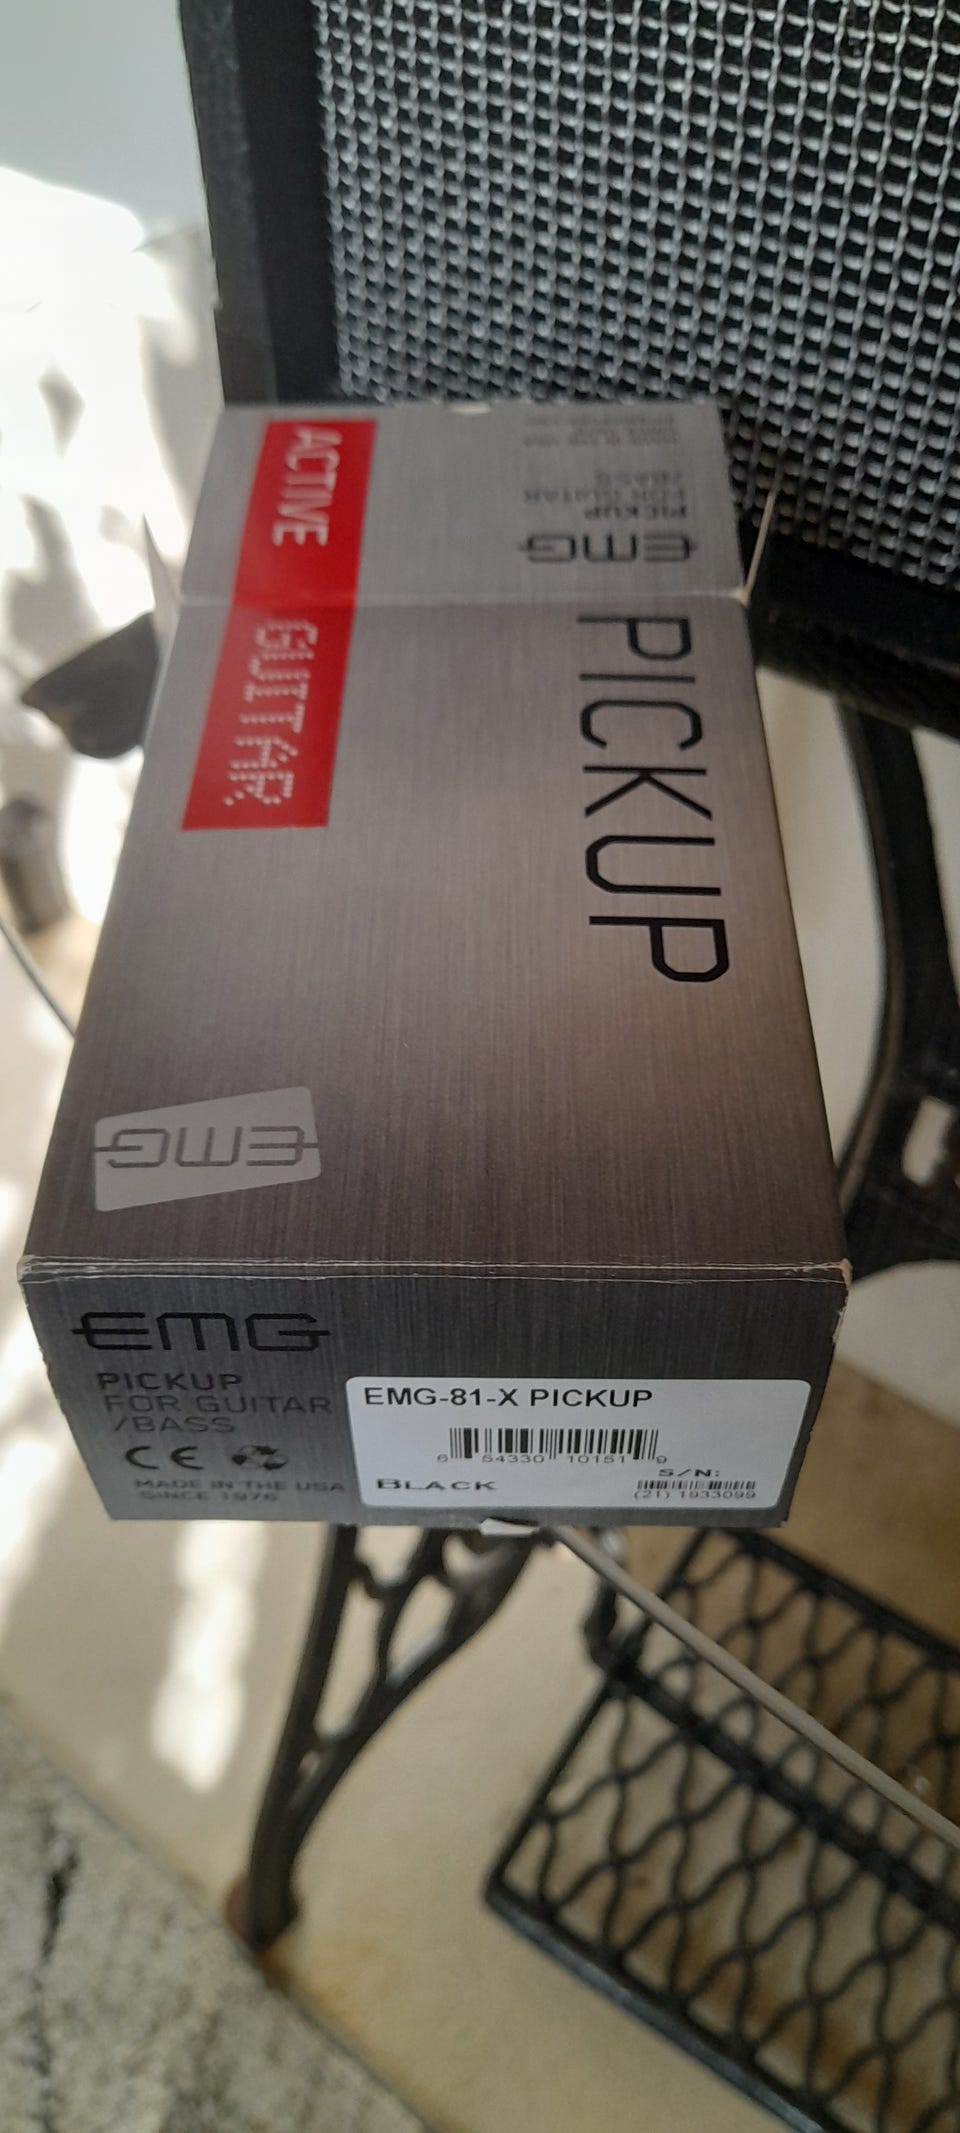 ACTIVE
GUITAR
EMG
PICKUP
FOR GUITAR
/BASS
PICKUP
EMG
EMG
PICKUP
FOR GUITAR
/BASS
CE
MADE IN THE USA
SINCE 1976
EMG-81-X PICKUP
6 54330 10151 9
BLACK
S/N:
(21) 1933099